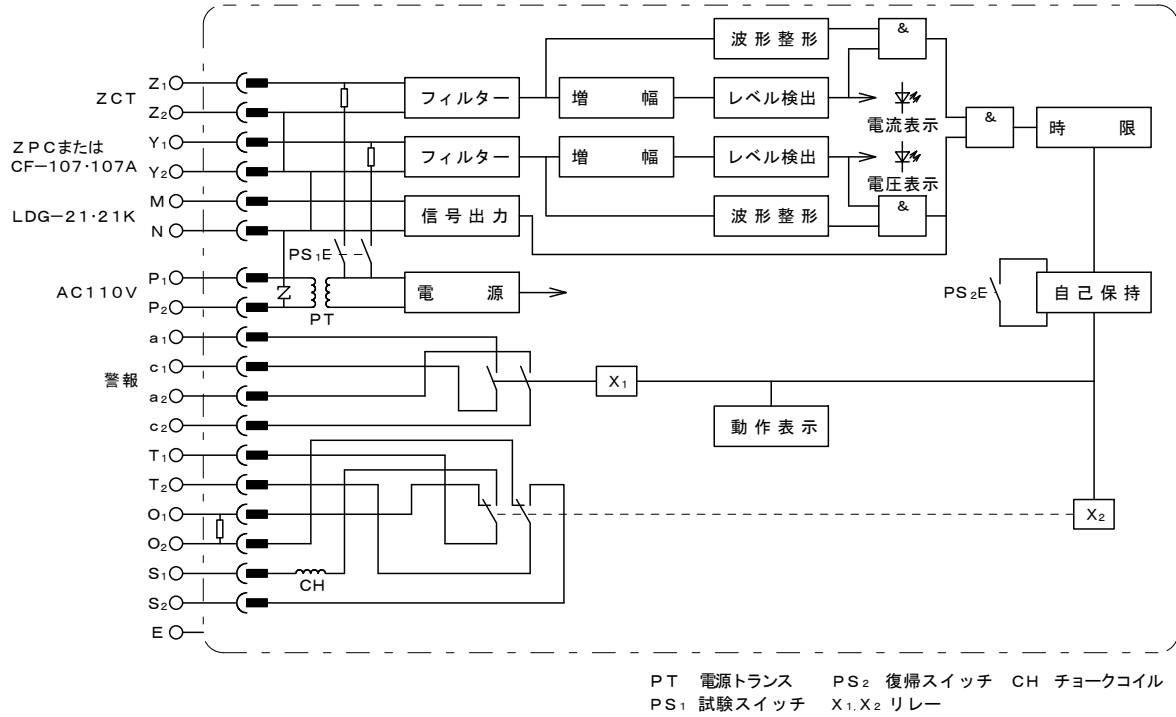 波形整形
&
Z₁
ZCT
Z₂
フィルター
増 幅
レベル検出
電流表示
&
時 限
Y₁
ZPCまたは
CF-107・107A
Y₂
フィルター
増 幅
レベル検出
電圧表示
M
LDG-21・21K
N
信号出力
波形整形
&
PS₁E
P₁
AC110V
P₂
PT
電 源
PS₂E
自己保持
a₁
c₁
警報
a₂
c₂
X₁
動作表示
T₁
T₂
O₁
O₂
X₂
S₁
CH
S₂
E
PT 電源トランス PS₂ 復帰スイッチ CH チョークコイル
PS₁ 試験スイッチ X₁,X₂ リレー